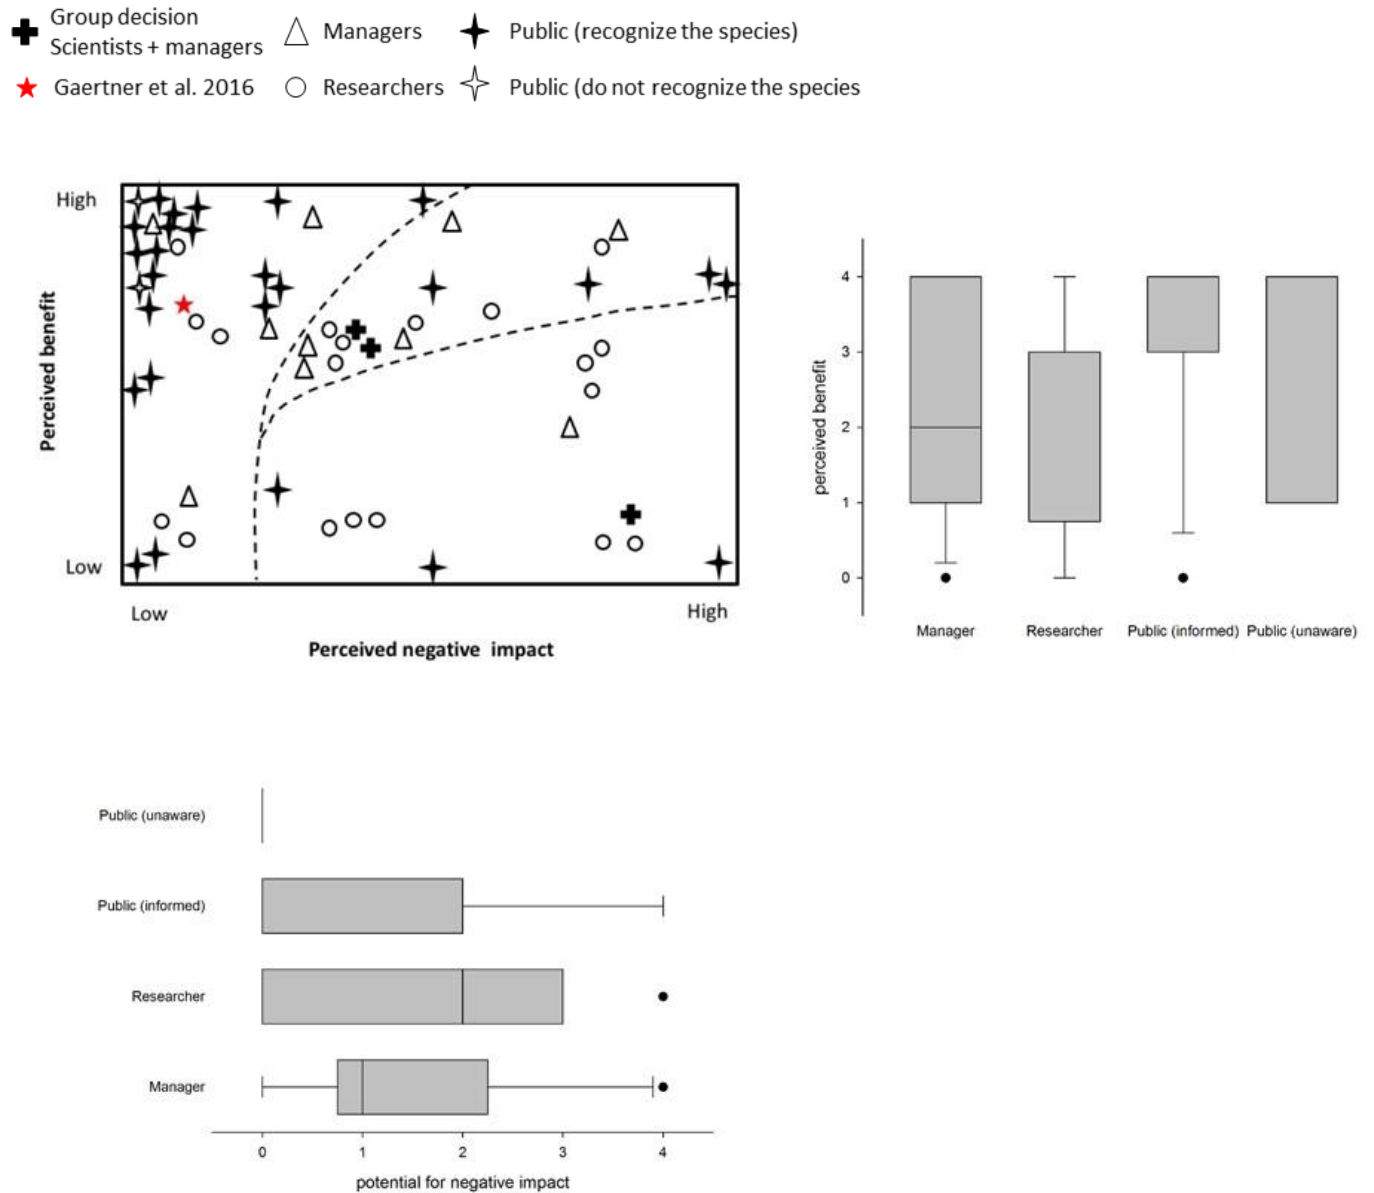 Group decision
Scientists + managers
Managers
Public (recognize the species)
Gaertner et al. 2016
Researchers
Public (do not recognize the species
High
Perceived benefit
Low
Low
High
Perceived negative impact
4
3
2
1
0
perceived benefit
Manager
Researcher
Public (informed)
Public (unaware)
Public (unaware)
Public (informed)
Researcher
Manager
0
1
2
3
4
potential for negative impact